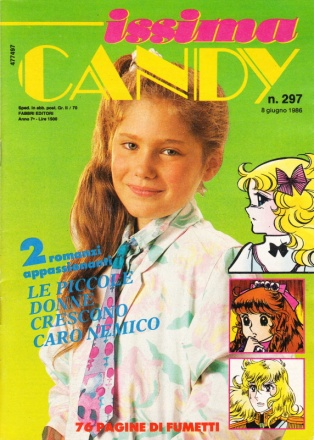 issima
CANDY
477497
Sped. in abb. post. Gr. II / 70
FABBRI EDITORI
Anno 7° - Lire 1500
n. 297
8 giugno 1986
2 romanzi
appassionanti
LE PICCOLE
DONNE
CRESCONO
CARO NEMICO
76 PAGINE DI FUMETTI